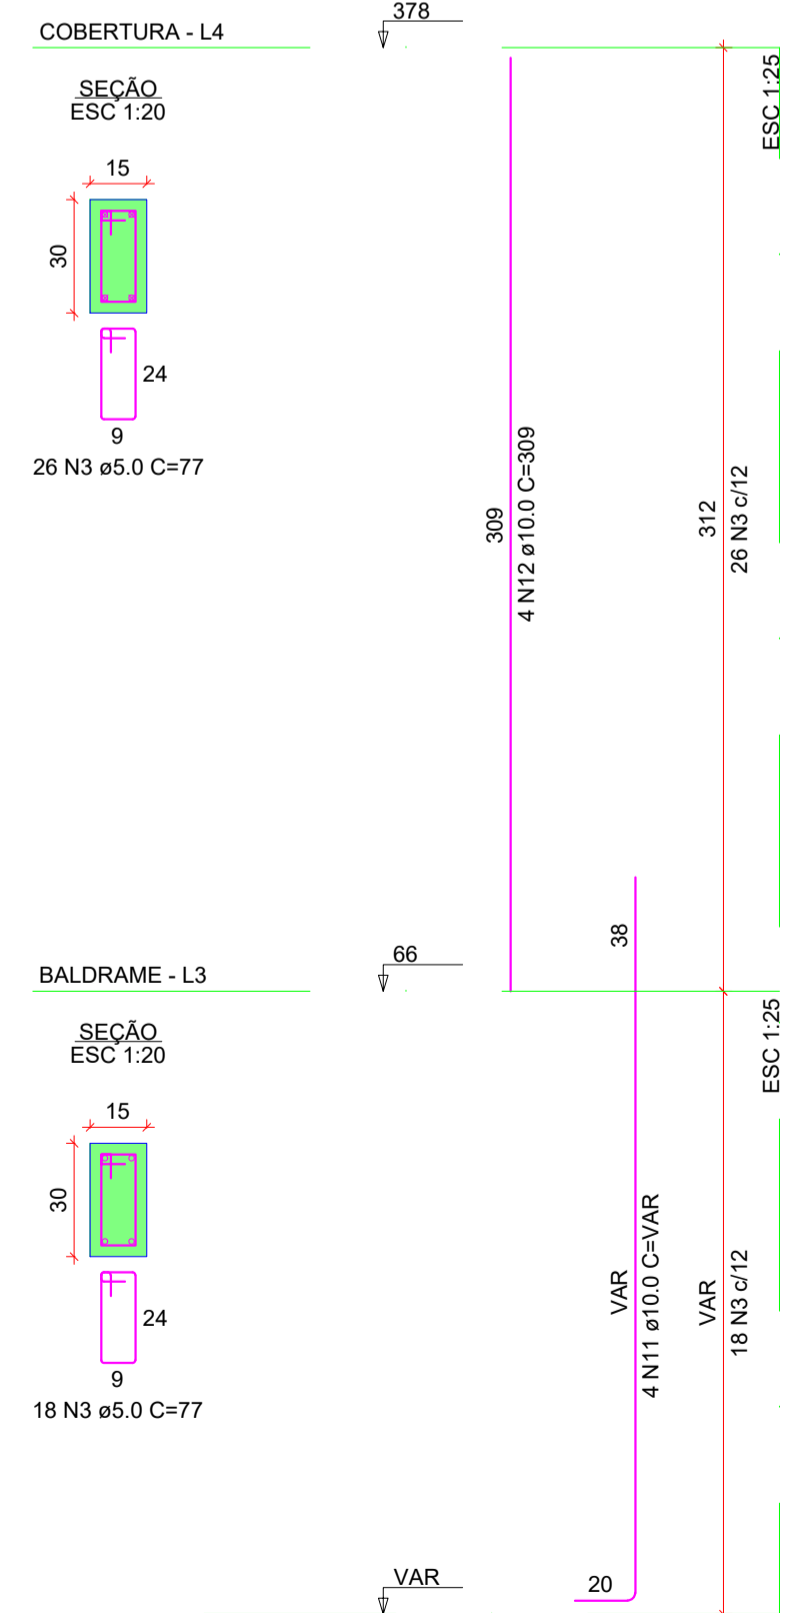 COBERTURA - L4
378
SEÇÃO
ESC 1:20
ESC 1:25
15
30
24
9
26 N3 ø5.0 C=77
309
4 N12 ø10.0 C=309
312
26 N3 c/12
38
BALDRAME - L3
66
SEÇÃO
ESC 1:20
ESC 1:25
15
30
24
9
18 N3 ø5.0 C=77
VAR
4 N11 ø10.0 C=VAR
VAR
18 N3 c/12
VAR
20